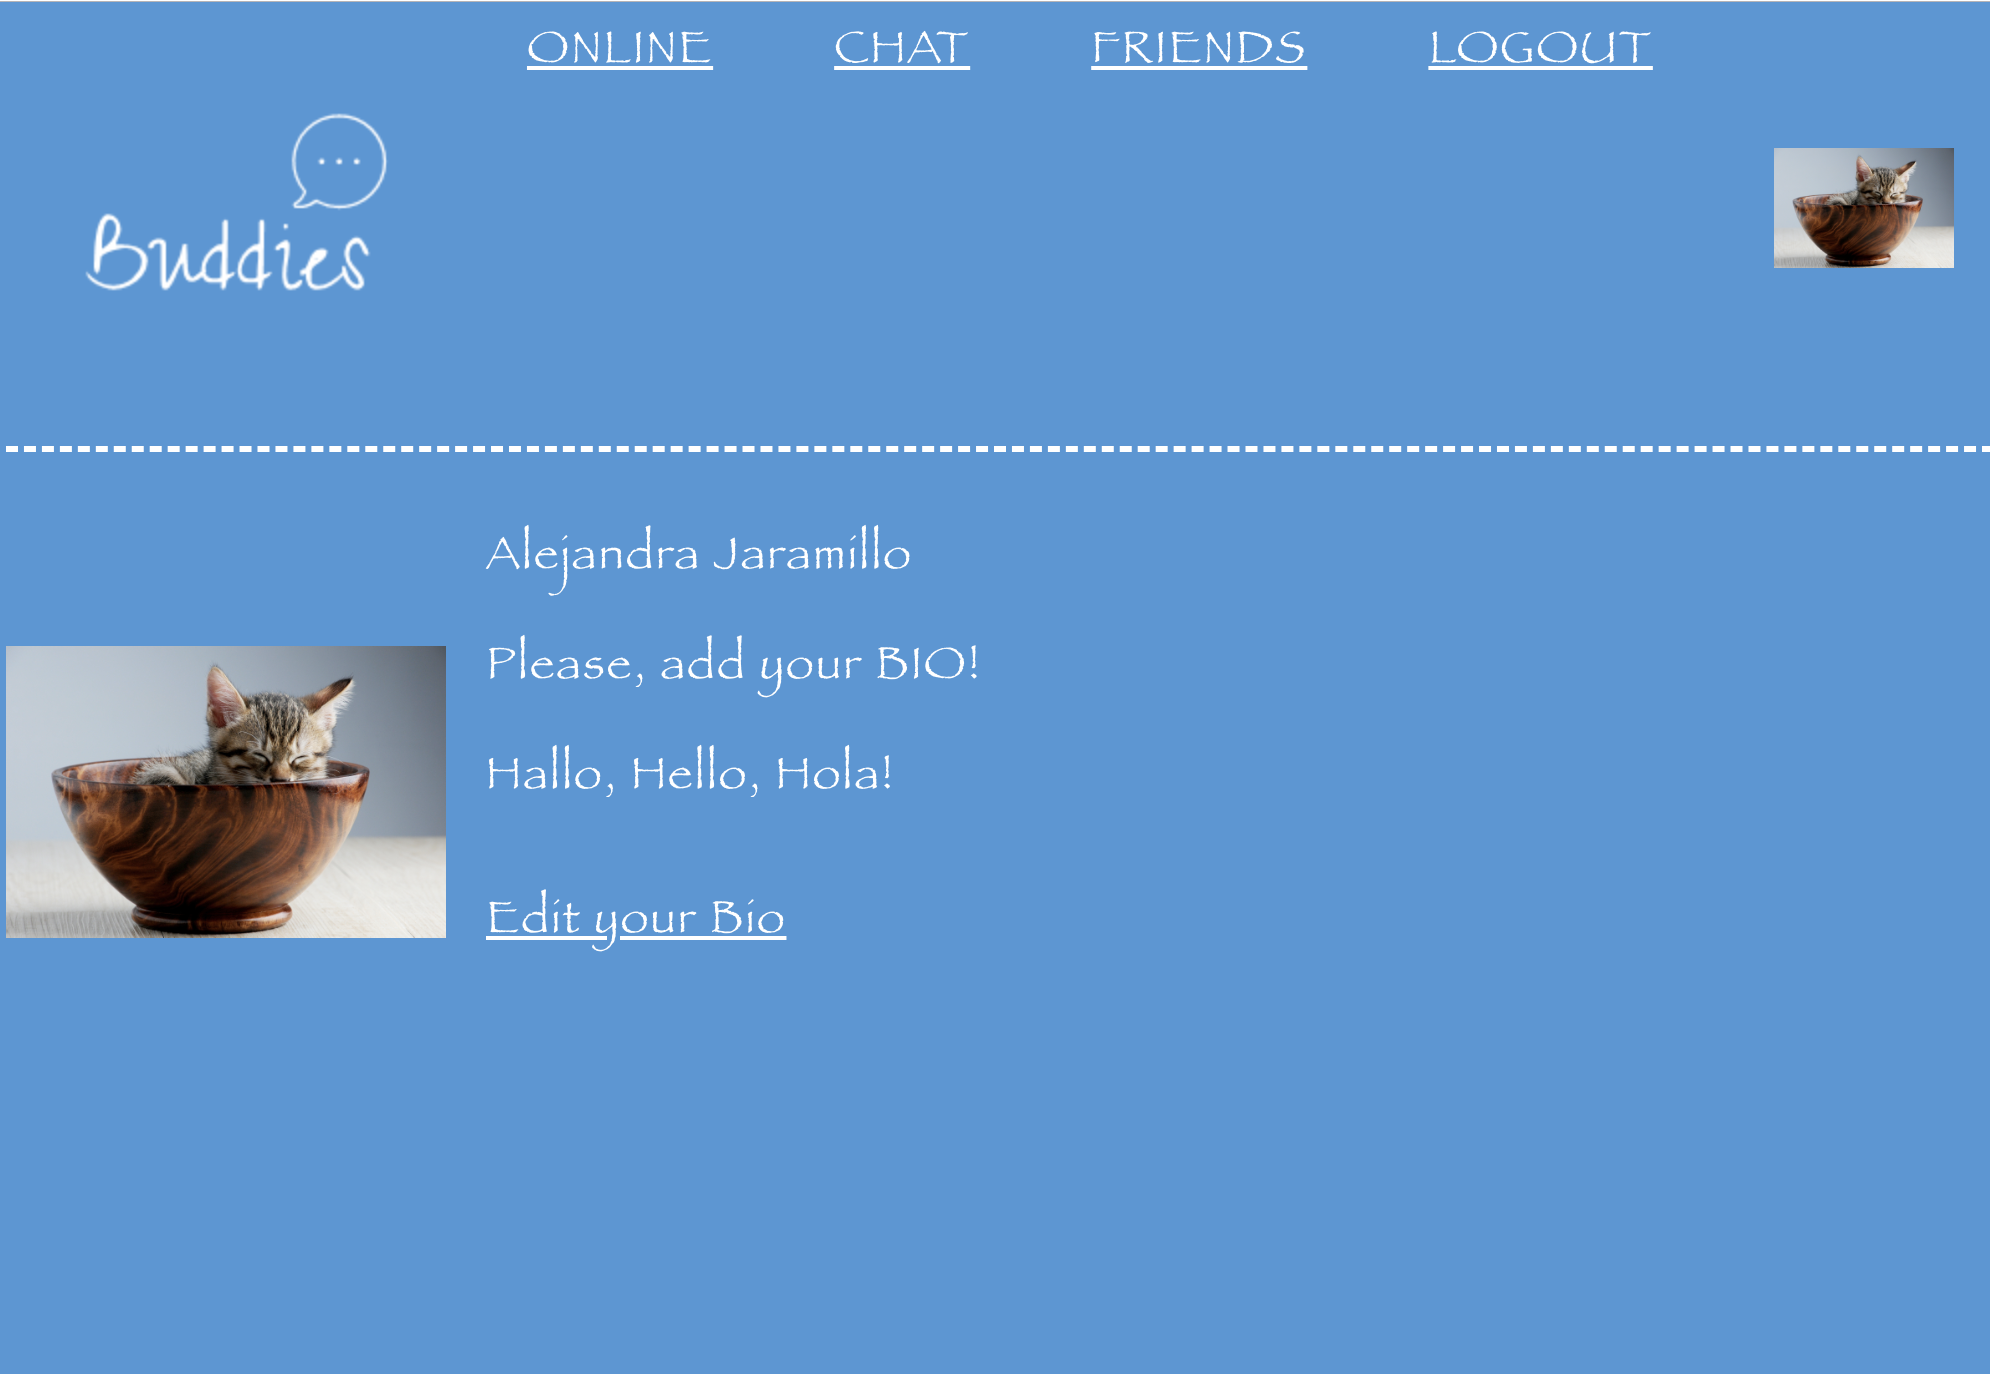 ONLINE CHAT FRIENDS LOGOUT
Buddies
Alejandra Jaramillo
Please, add your BIO!
Hallo, Hello, Hola!
Edit your Bio